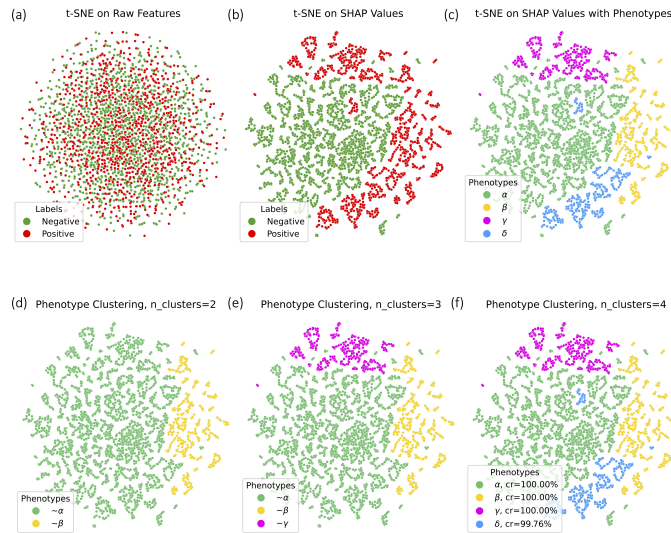 (a)
t-SNE on Raw Features
Labels
Negative
Positive
(b)
t-SNE on SHAP Values
Labels
Negative
Positive
(c)
t-SNE on SHAP Values with Phenotypes
Phenotypes
α
β
γ
δ
(d)
Phenotype Clustering, n_clusters=2
Phenotypes
~α
~β
(e)
Phenotype Clustering, n_clusters=3
Phenotypes
~α
~β
~γ
(f)
Phenotype Clustering, n_clusters=4
Phenotypes
α, cr=100.00%
β, cr=100.00%
γ, cr=100.00%
δ, cr=99.76%